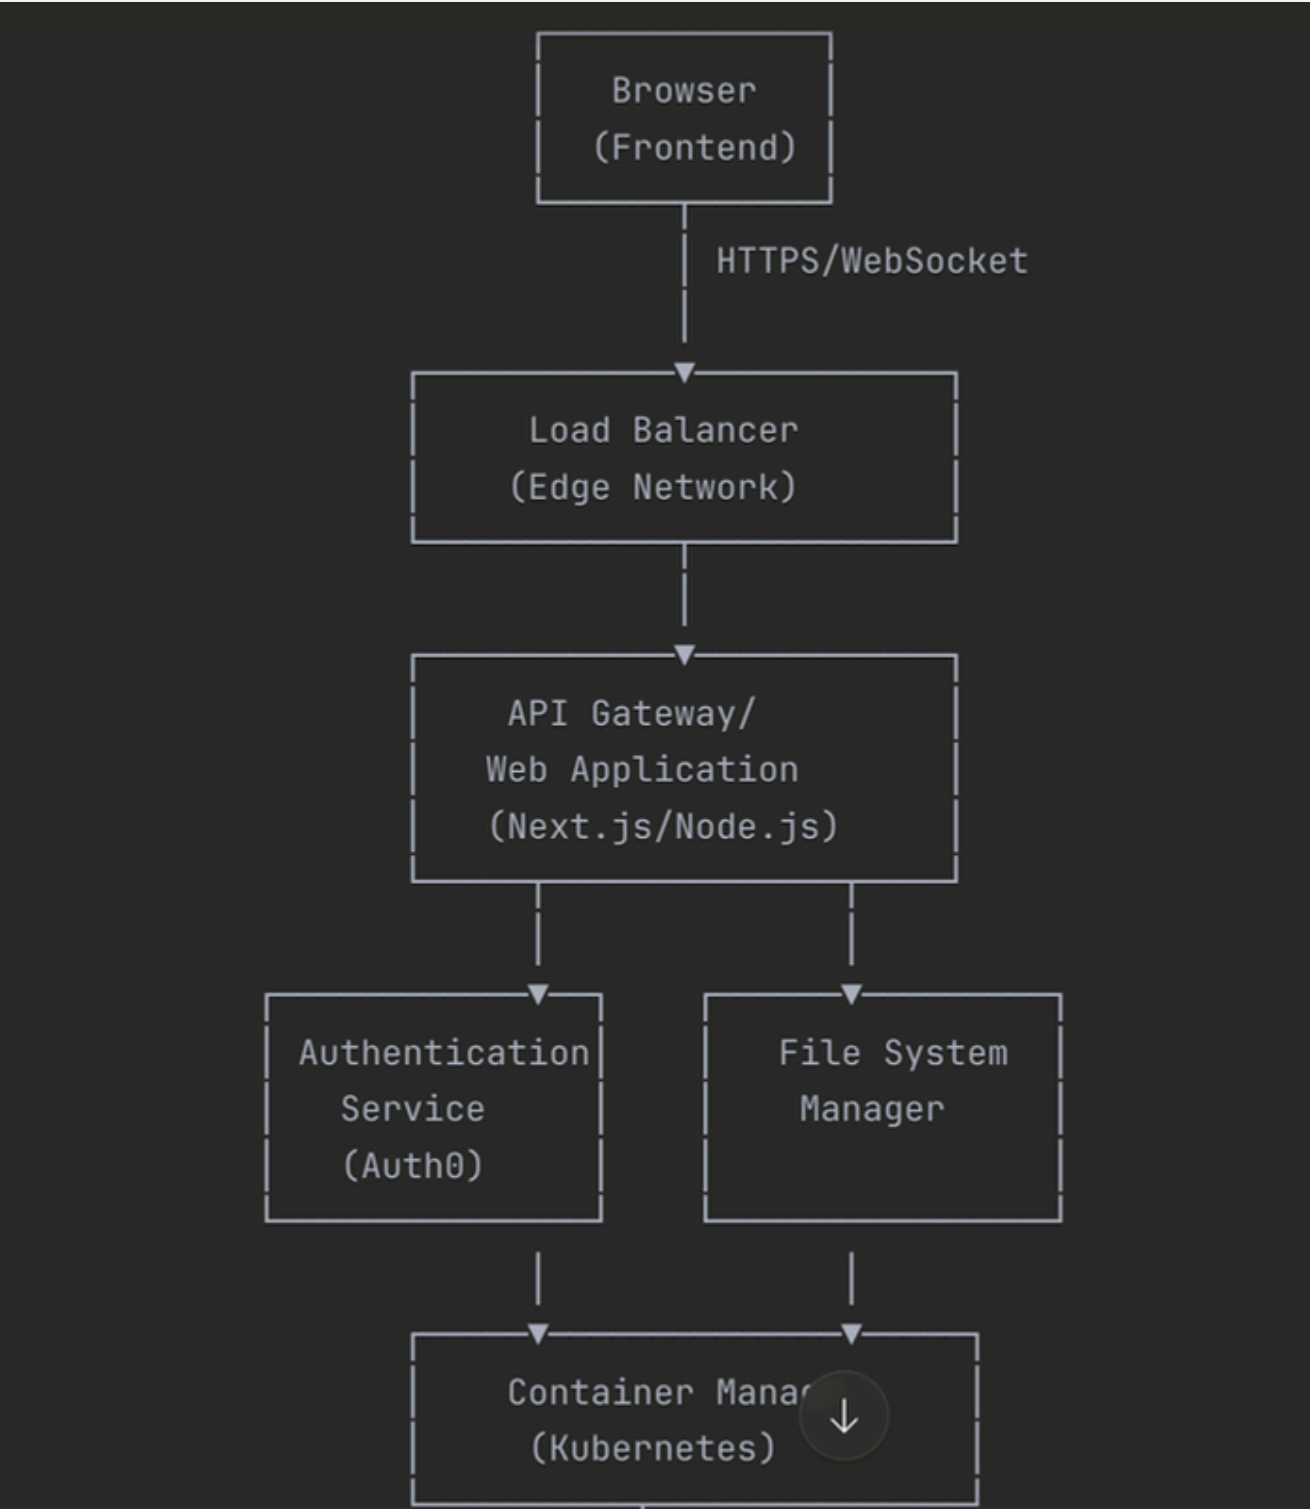 Browser
(Frontend)
HTTPS/WebSocket
Load Balancer
(Edge Network)
API Gateway/
Web Application
(Next.js/Node.js)
Authentication
Service
(Auth0)
File System
Manager
Container
(Kubernetes)